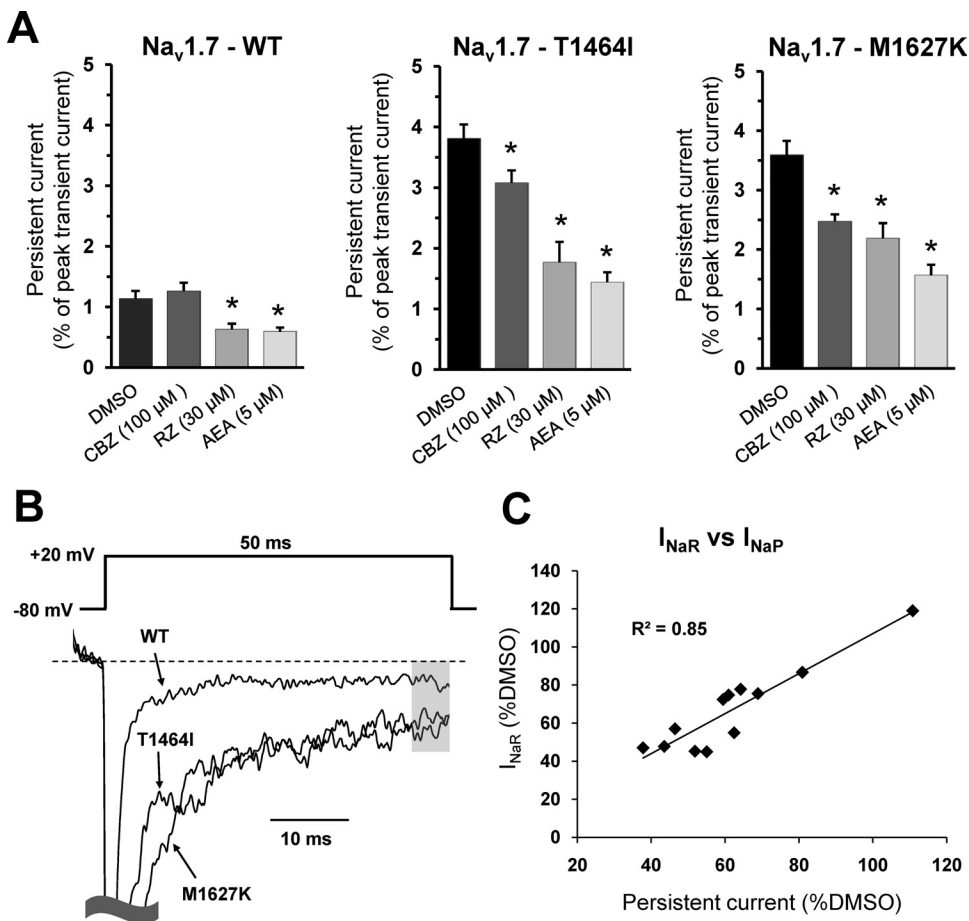 A
Nav1.7 - WT
Persistent current
(% of peak transient current)
5
4
3
2
1
0
DMSO
CBZ (100 µM )
RZ (30 µM)
AEA (5 µM)
*
*
Nav1.7 - T1464I
Persistent current
(% of peak transient current)
5
4
3
2
1
0
DMSO
CBZ (100 µM )
RZ (30 µM)
AEA (5 µM)
*
*
*
Nav1.7 - M1627K
Persistent current
(% of peak transient current)
5
4
3
2
1
0
DMSO
CBZ (100 µM )
RZ (30 µM)
AEA (5 µM)
*
*
*
B
50 ms
+20 mV
-80 mV
WT
T1464I
10 ms
M1627K
C
INaR vs INaP
INaR (%DMSO)
140
120
100
80
60
40
20
0
R² = 0.85
20 40 60 80 100 120
Persistent current (%DMSO)